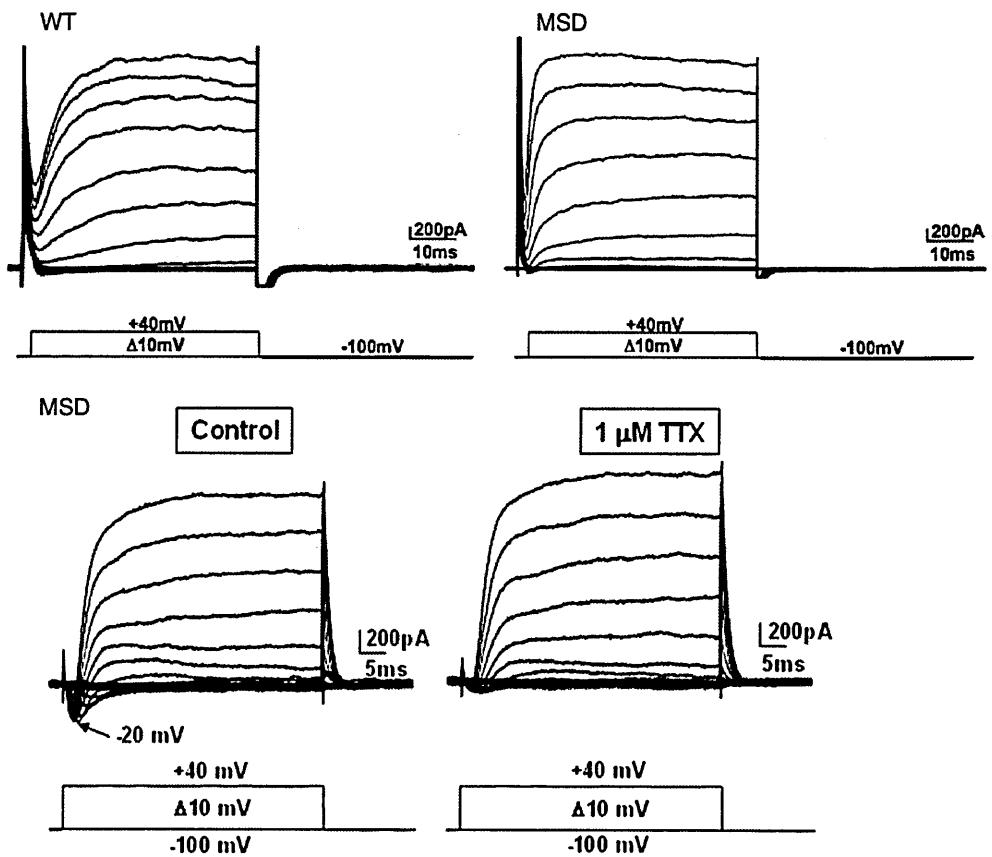 WT
MSD
200pA
10ms
200pA
10ms
+40mV
Δ10mV
-100mV
+40mV
Δ10mV
-100mV
MSD
Control
1 µM TTX
200pA
5ms
200pA
5ms
-20 mV
+40 mV
Δ10 mV
-100 mV
+40 mV
Δ10 mV
-100 mV